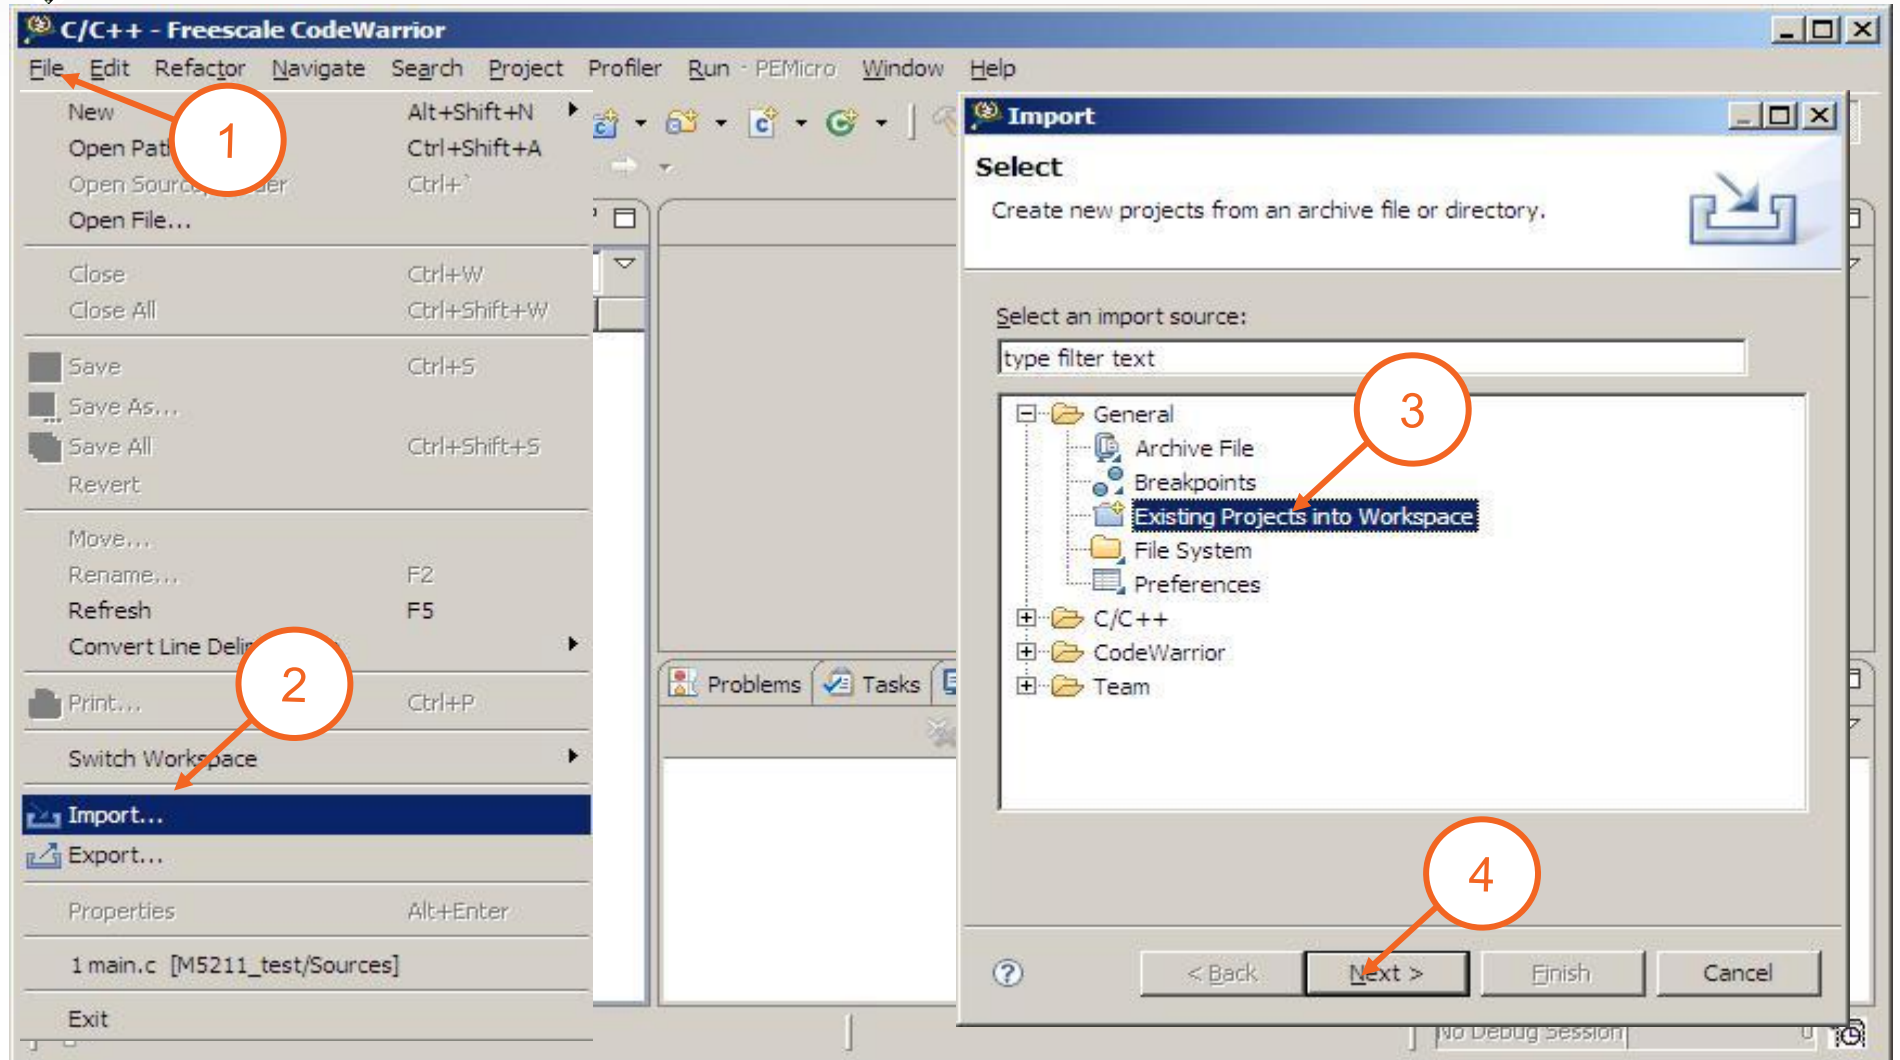 C/C++ - Freescale CodeWarrior
File Edit Refactor Navigate Search Project Profiler Run PEMicro Window Help
1
New Alt+Shift+N
Open Ctrl+Shift+A
Open Ctrl+`
Open File...
Close Ctrl+W
Close All Ctrl+Shift+W
Save Ctrl+S
Save As...
Save All Ctrl+Shift+S
Revert
Move...
Rename... F2
Refresh F5
Convert Line
2
Print... Ctrl+P
Switch Workspace
Import...
Export...
Properties Alt+Enter
1 main.c [M5211_test/Sources]
Exit
Problems Tasks
Import
Select
Create new projects from an archive file or directory.
Select an import source:
type filter text
3
General
Archive File
Breakpoints
Existing Projects into Workspace
File System
Preferences
C/C++
CodeWarrior
Team
4
< Back Next > Finish Cancel
No Debug Session